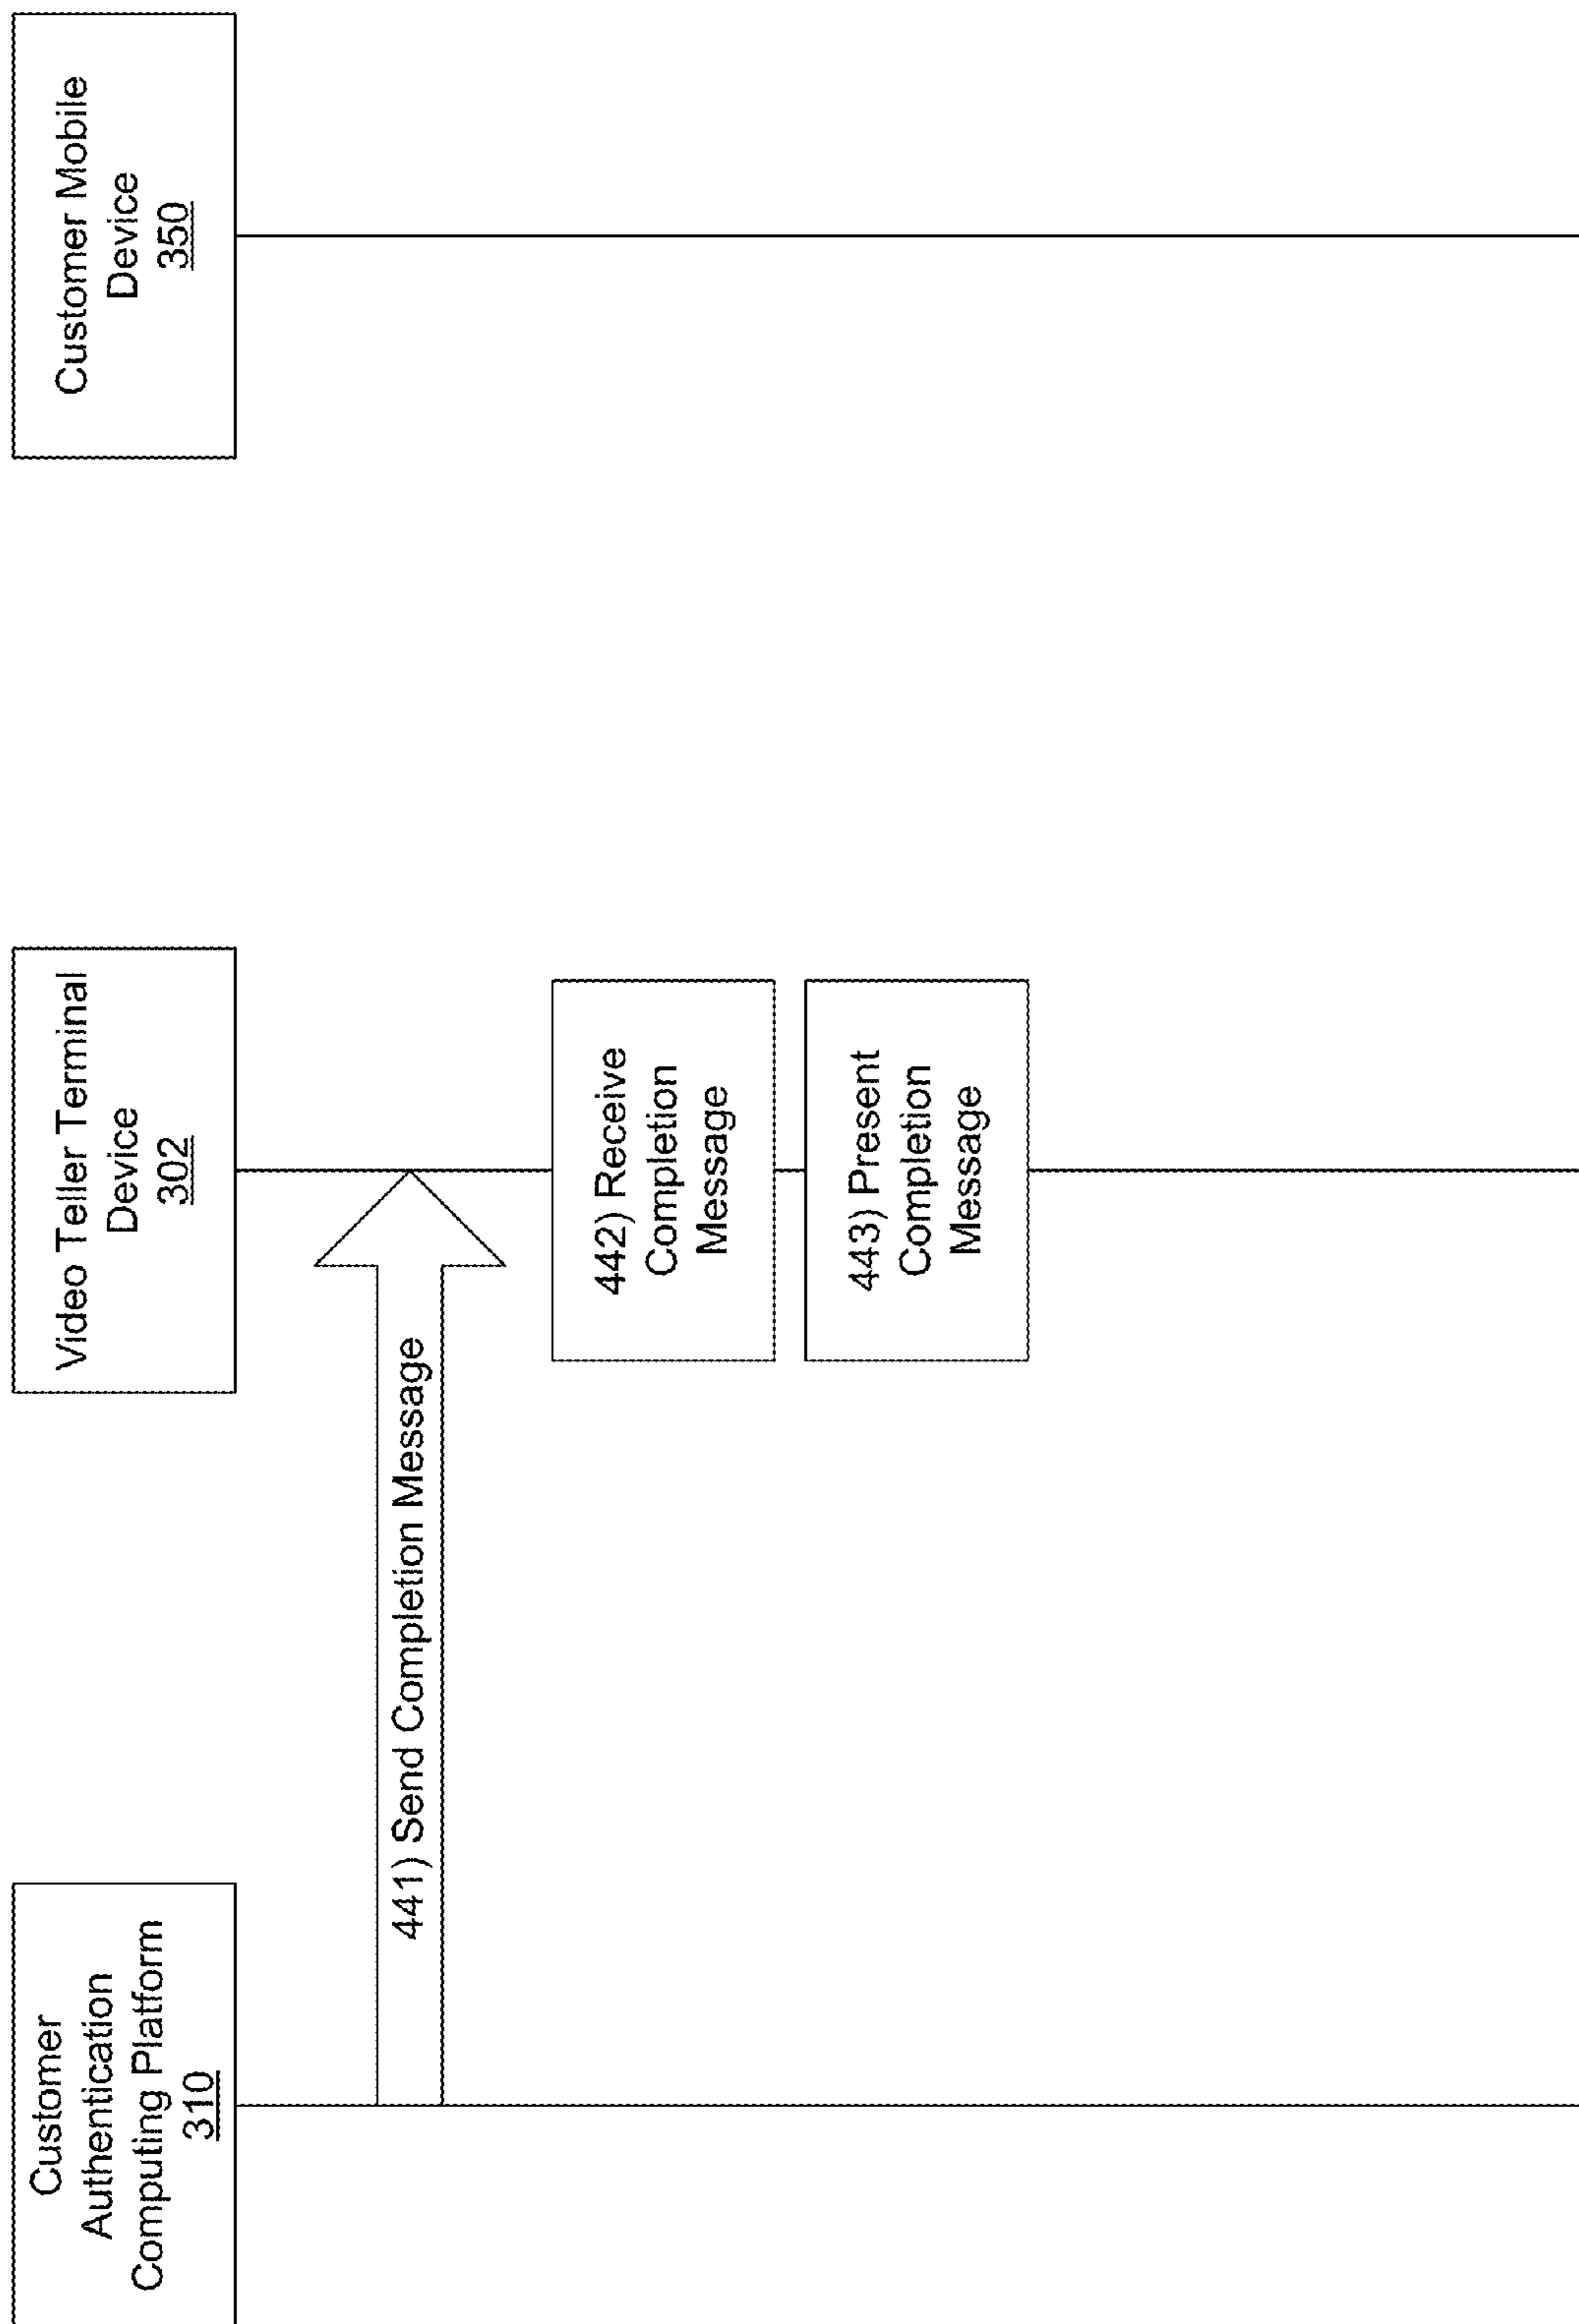 Customer
Authentication
Computing Platform
310
Video Teller Terminal
Device
302
Customer Mobile
Device
350
441) Send Completion Message
442) Receive
Completion
Message
443) Present
Completion
Message